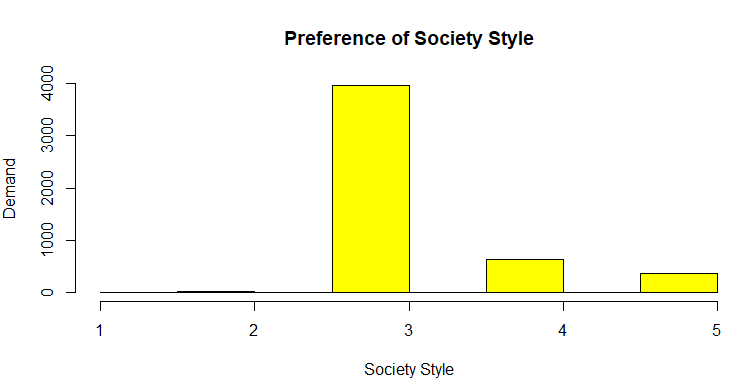 Preference of Society Style
4000
3000
2000
1000
0
Demand
1 2 3 4 5
Society Style